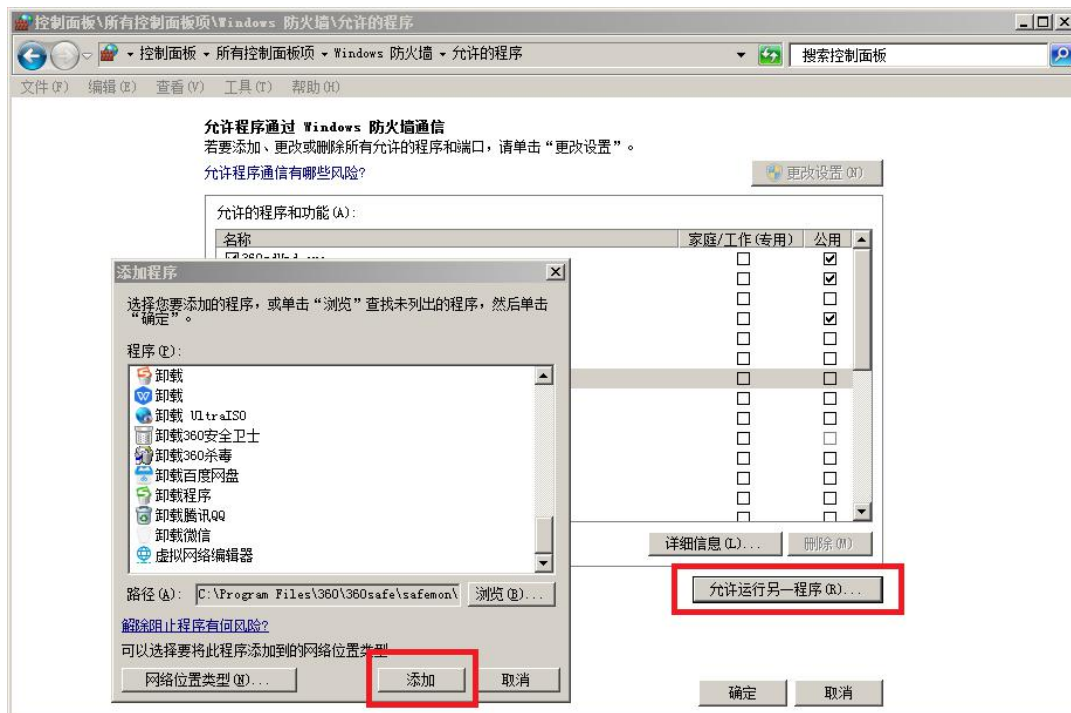 控制面板\所有控制面板项\Windows 防火墙\允许的程序
控制面板 所有控制面板项 Windows 防火墙 允许的程序
搜索控制面板
文件(F) 编辑(E) 查看(V) 工具(T) 帮助(H)
允许程序通过 Windows 防火墙通信
若要添加、更改或删除所有允许的程序和端口，请单击“更改设置”。
允许程序通信有哪些风险?
更改设置(N)
允许的程序和功能(A):
名称 家庭/工作(专用) 公用
添加程序
选择您要添加的程序，或单击“浏览”查找未列出的程序，然后单击
“确定”。
程序(P):
卸载
卸载
卸载 UltraISO
卸载360安全卫士
卸载360杀毒
卸载百度网盘
卸载程序
卸载腾讯QQ
卸载微信
虚拟网络编辑器
路径(A): C:\Program Files\360\360safe\safemon\ 浏览(B)...
解除阻止程序有何风险?
可以选择要将此程序添加到的网络位置类型
网络位置类型(N)... 添加 取消
详细信息(L)... 删除(M)
允许运行另一程序(R)...
确定 取消